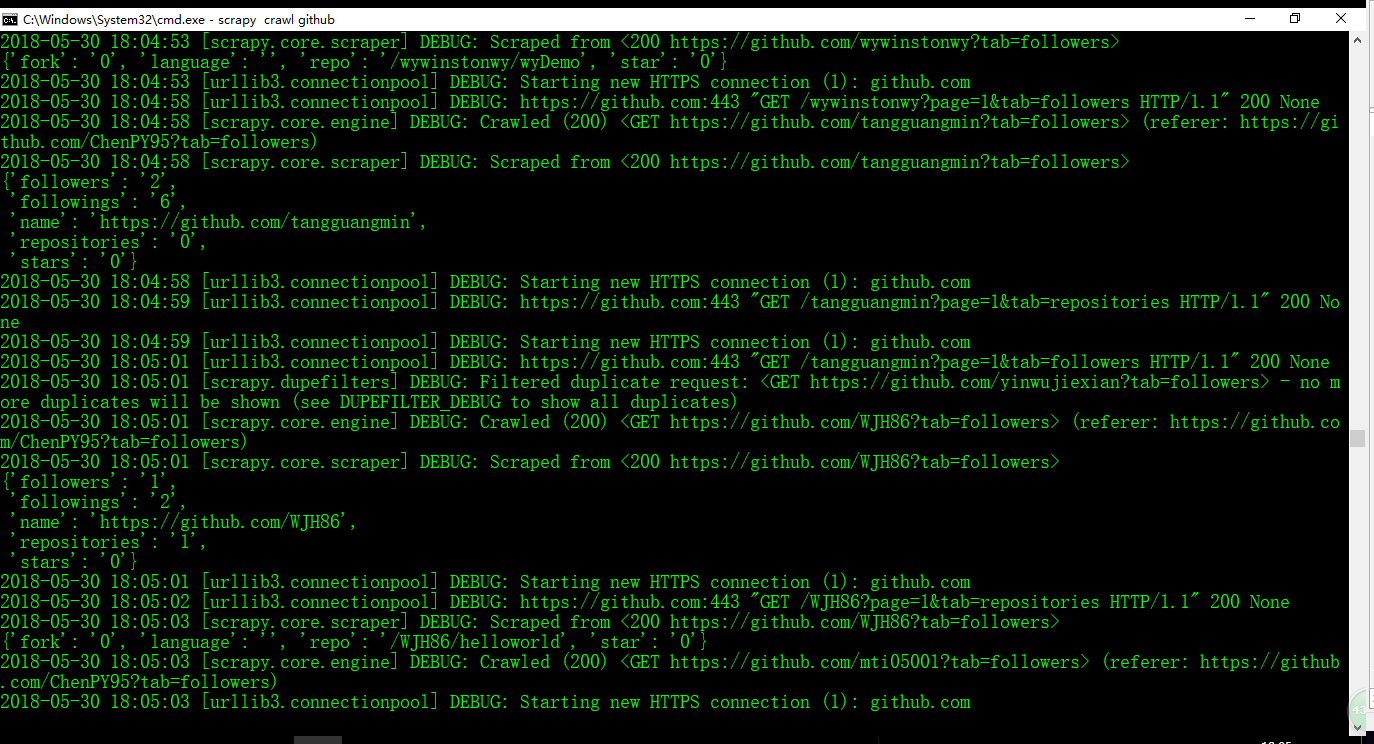 C:\Windows\System32\cmd.exe - scrapy  crawl github
2018-05-30 18:04:53 [scrapy.core.scraper] DEBUG: Scraped from <200 https://github.com/wywinstonwy?tab=followers>
{'fork': '0', 'language': '', 'repo': '/wywinstonwy/wyDemo', 'star': '0'}
2018-05-30 18:04:53 [urllib3.connectionpool] DEBUG: Starting new HTTPS connection (1): github.com
2018-05-30 18:04:58 [urllib3.connectionpool] DEBUG: https://github.com:443 "GET /wywinstonwy?page=1&tab=followers HTTP/1.1" 200 None
2018-05-30 18:04:58 [scrapy.core.engine] DEBUG: Crawled (200) <GET https://github.com/tangguangmin?tab=followers> (referer: https://gi
thub.com/ChenPY95?tab=followers)
2018-05-30 18:04:58 [scrapy.core.scraper] DEBUG: Scraped from <200 https://github.com/tangguangmin?tab=followers>
{'followers': '2',
 'followings': '6',
 'name': 'https://github.com/tangguangmin',
 'repositories': '0',
 'stars': '0'}
2018-05-30 18:04:58 [urllib3.connectionpool] DEBUG: Starting new HTTPS connection (1): github.com
2018-05-30 18:04:59 [urllib3.connectionpool] DEBUG: https://github.com:443 "GET /tangguangmin?page=1&tab=repositories HTTP/1.1" 200 No
ne
2018-05-30 18:04:59 [urllib3.connectionpool] DEBUG: Starting new HTTPS connection (1): github.com
2018-05-30 18:05:01 [urllib3.connectionpool] DEBUG: https://github.com:443 "GET /tangguangmin?page=1&tab=followers HTTP/1.1" 200 None
2018-05-30 18:05:01 [scrapy.dupefilters] DEBUG: Filtered duplicate request: <GET https://github.com/yinwujiexian?tab=followers> - no m
ore duplicates will be shown (see DUPEFILTER_DEBUG to show all duplicates)
2018-05-30 18:05:01 [scrapy.core.engine] DEBUG: Crawled (200) <GET https://github.com/WJH86?tab=followers> (referer: https://github.co
m/ChenPY95?tab=followers)
2018-05-30 18:05:01 [scrapy.core.scraper] DEBUG: Scraped from <200 https://github.com/WJH86?tab=followers>
{'followers': '1',
 'followings': '2',
 'name': 'https://github.com/WJH86',
 'repositories': '1',
 'stars': '0'}
2018-05-30 18:05:01 [urllib3.connectionpool] DEBUG: Starting new HTTPS connection (1): github.com
2018-05-30 18:05:02 [urllib3.connectionpool] DEBUG: https://github.com:443 "GET /WJH86?page=1&tab=repositories HTTP/1.1" 200 None
2018-05-30 18:05:03 [scrapy.core.scraper] DEBUG: Scraped from <200 https://github.com/WJH86?tab=followers>
{'fork': '0', 'language': '', 'repo': '/WJH86/helloworld', 'star': '0'}
2018-05-30 18:05:03 [scrapy.core.engine] DEBUG: Crawled (200) <GET https://github.com/mti05001?tab=followers> (referer: https://github
.com/ChenPY95?tab=followers)
2018-05-30 18:05:03 [urllib3.connectionpool] DEBUG: Starting new HTTPS connection (1): github.com